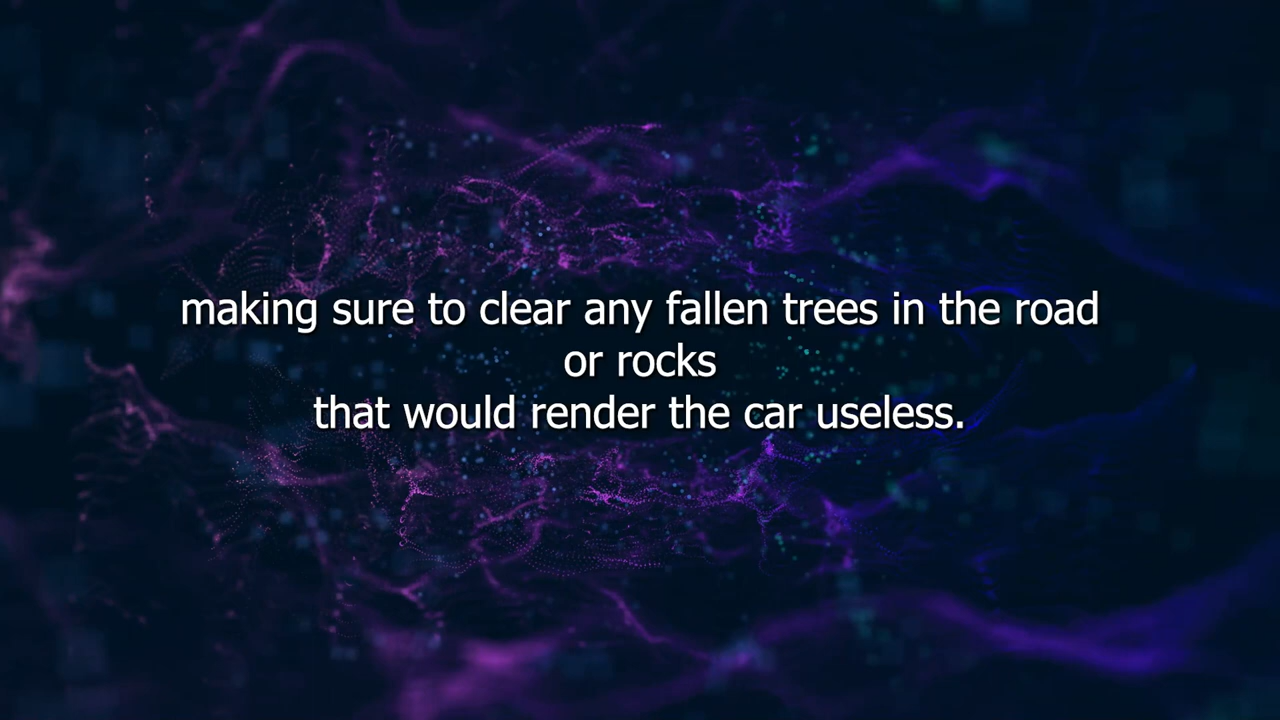 making sure to clear any fallen trees in the road
or rocks
that would render the car useless.